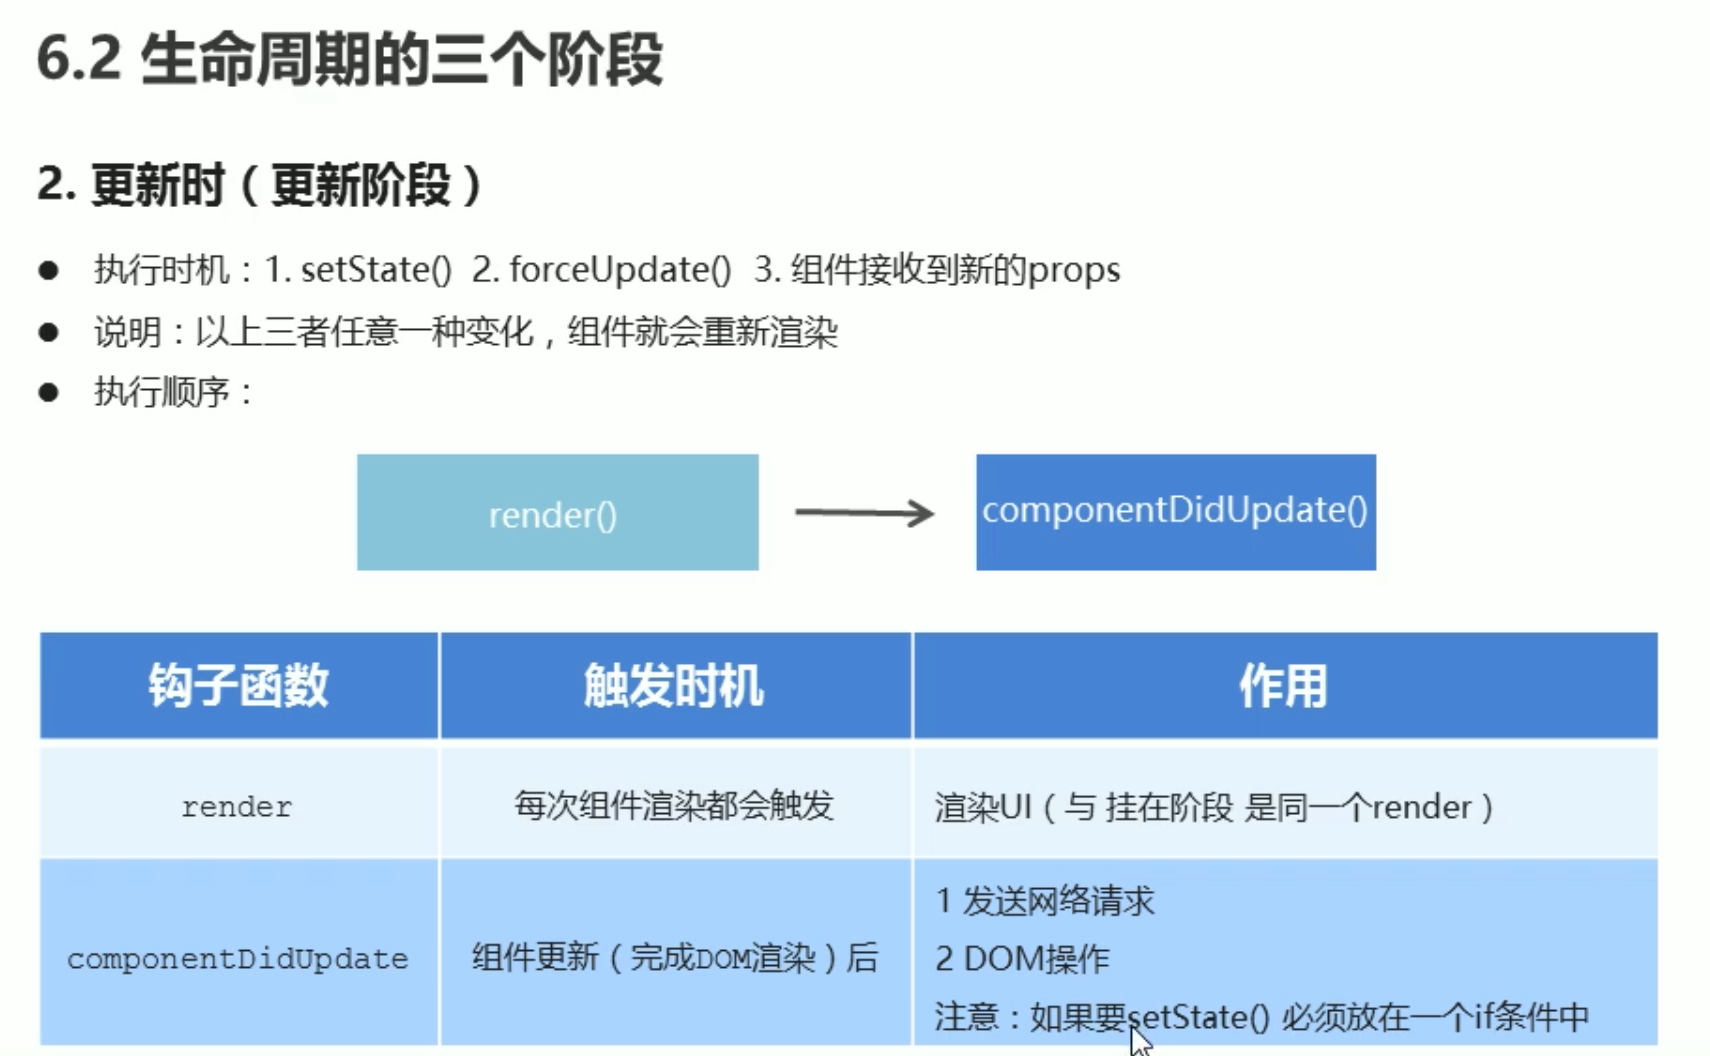 6.2 生命周期的三个阶段
2. 更新时（更新阶段）
● 执行时机：1. setState() 2. forceUpdate() 3. 组件接收到新的props
● 说明：以上三者任意一种变化，组件就会重新渲染
● 执行顺序：
render()
componentDidUpdate()
钩子函数 触发时机 作用
render 每次组件渲染都会触发 渲染UI（与 挂在阶段 是同一个render）
componentDidUpdate 组件更新（完成DOM渲染）后
1 发送网络请求
2 DOM操作
注意：如果要setState() 必须放在一个if条件中